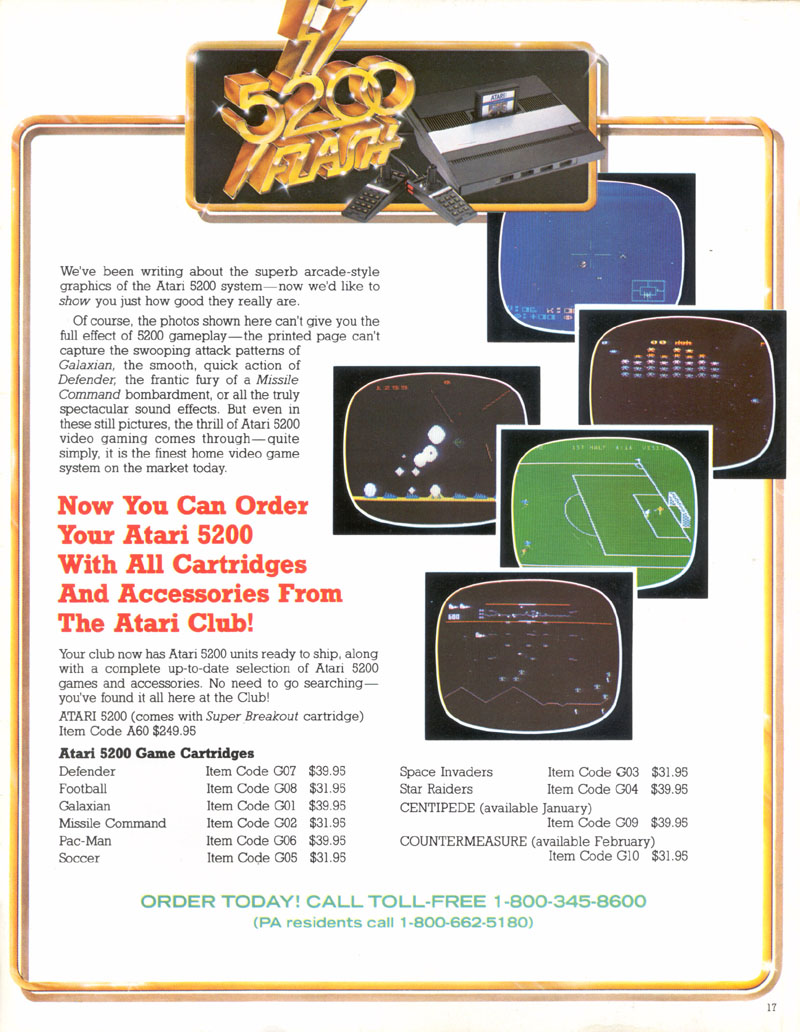 5200
FLASH
ATARI
We've been writing about the superb arcade-style
graphics of the Atari 5200 system—now we'd like to
show you just how good they really are.
Of course, the photos shown here can't give you the
full effect of 5200 gameplay—the printed page can't
capture the swooping attack patterns of
Galaxian, the smooth, quick action of
Defender, the frantic fury of a Missile
Command bombardment, or all the truly
spectacular sound effects. But even in
these still pictures, the thrill of Atari 5200
video gaming comes through—quite
simply, it is the finest home video game
system on the market today.
1ST HALF 4:14
680
Now You Can Order
Your Atari 5200
With All Cartridges
And Accessories From
The Atari Club!
Your club now has Atari 5200 units ready to ship, along
with a complete up-to-date selection of Atari 5200
games and accessories. No need to go searching—
you've found it all here at the Club!
ATARI 5200 (comes with Super Breakout cartridge)
Item Code A60 $249.95
Atari 5200 Game Cartridges
Defender Item Code G07 $39.95
Football Item Code G08 $31.95
Galaxian Item Code G01 $39.95
Missile Command Item Code G02 $31.95
Pac-Man Item Code G06 $39.95
Soccer Item Code G05 $31.95
Space Invaders Item Code G03 $31.95
Star Raiders Item Code G04 $39.95
CENTIPEDE (available January)
Item Code G09 $39.95
COUNTERMEASURE (available February)
Item Code G10 $31.95
ORDER TODAY! CALL TOLL-FREE 1-800-345-8600
(PA residents call 1-800-662-5180)
17